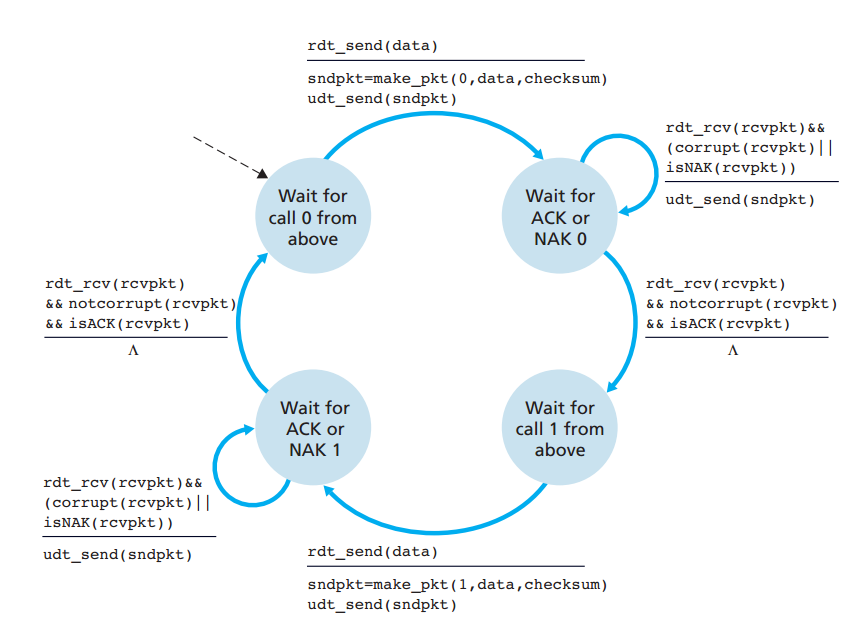 rdt_send(data)
sndpkt=make_pkt(0,data,checksum)
udt_send(sndpkt)
rdt_rcv(rcvpkt)&&
(corrupt(rcvpkt)||
isNAK(rcvpkt))
udt_send(sndpkt)
Wait for
call 0 from
above
Wait for
ACK or
NAK 0
rdt_rcv(rcvpkt)
&& notcorrupt(rcvpkt)
&& isACK(rcvpkt)
Λ
rdt_rcv(rcvpkt)
&& notcorrupt(rcvpkt)
&& isACK(rcvpkt)
Λ
Wait for
ACK or
NAK 1
Wait for
call 1 from
above
rdt_rcv(rcvpkt)&&
(corrupt(rcvpkt)||
isNAK(rcvpkt))
udt_send(sndpkt)
rdt_send(data)
sndpkt=make_pkt(1,data,checksum)
udt_send(sndpkt)